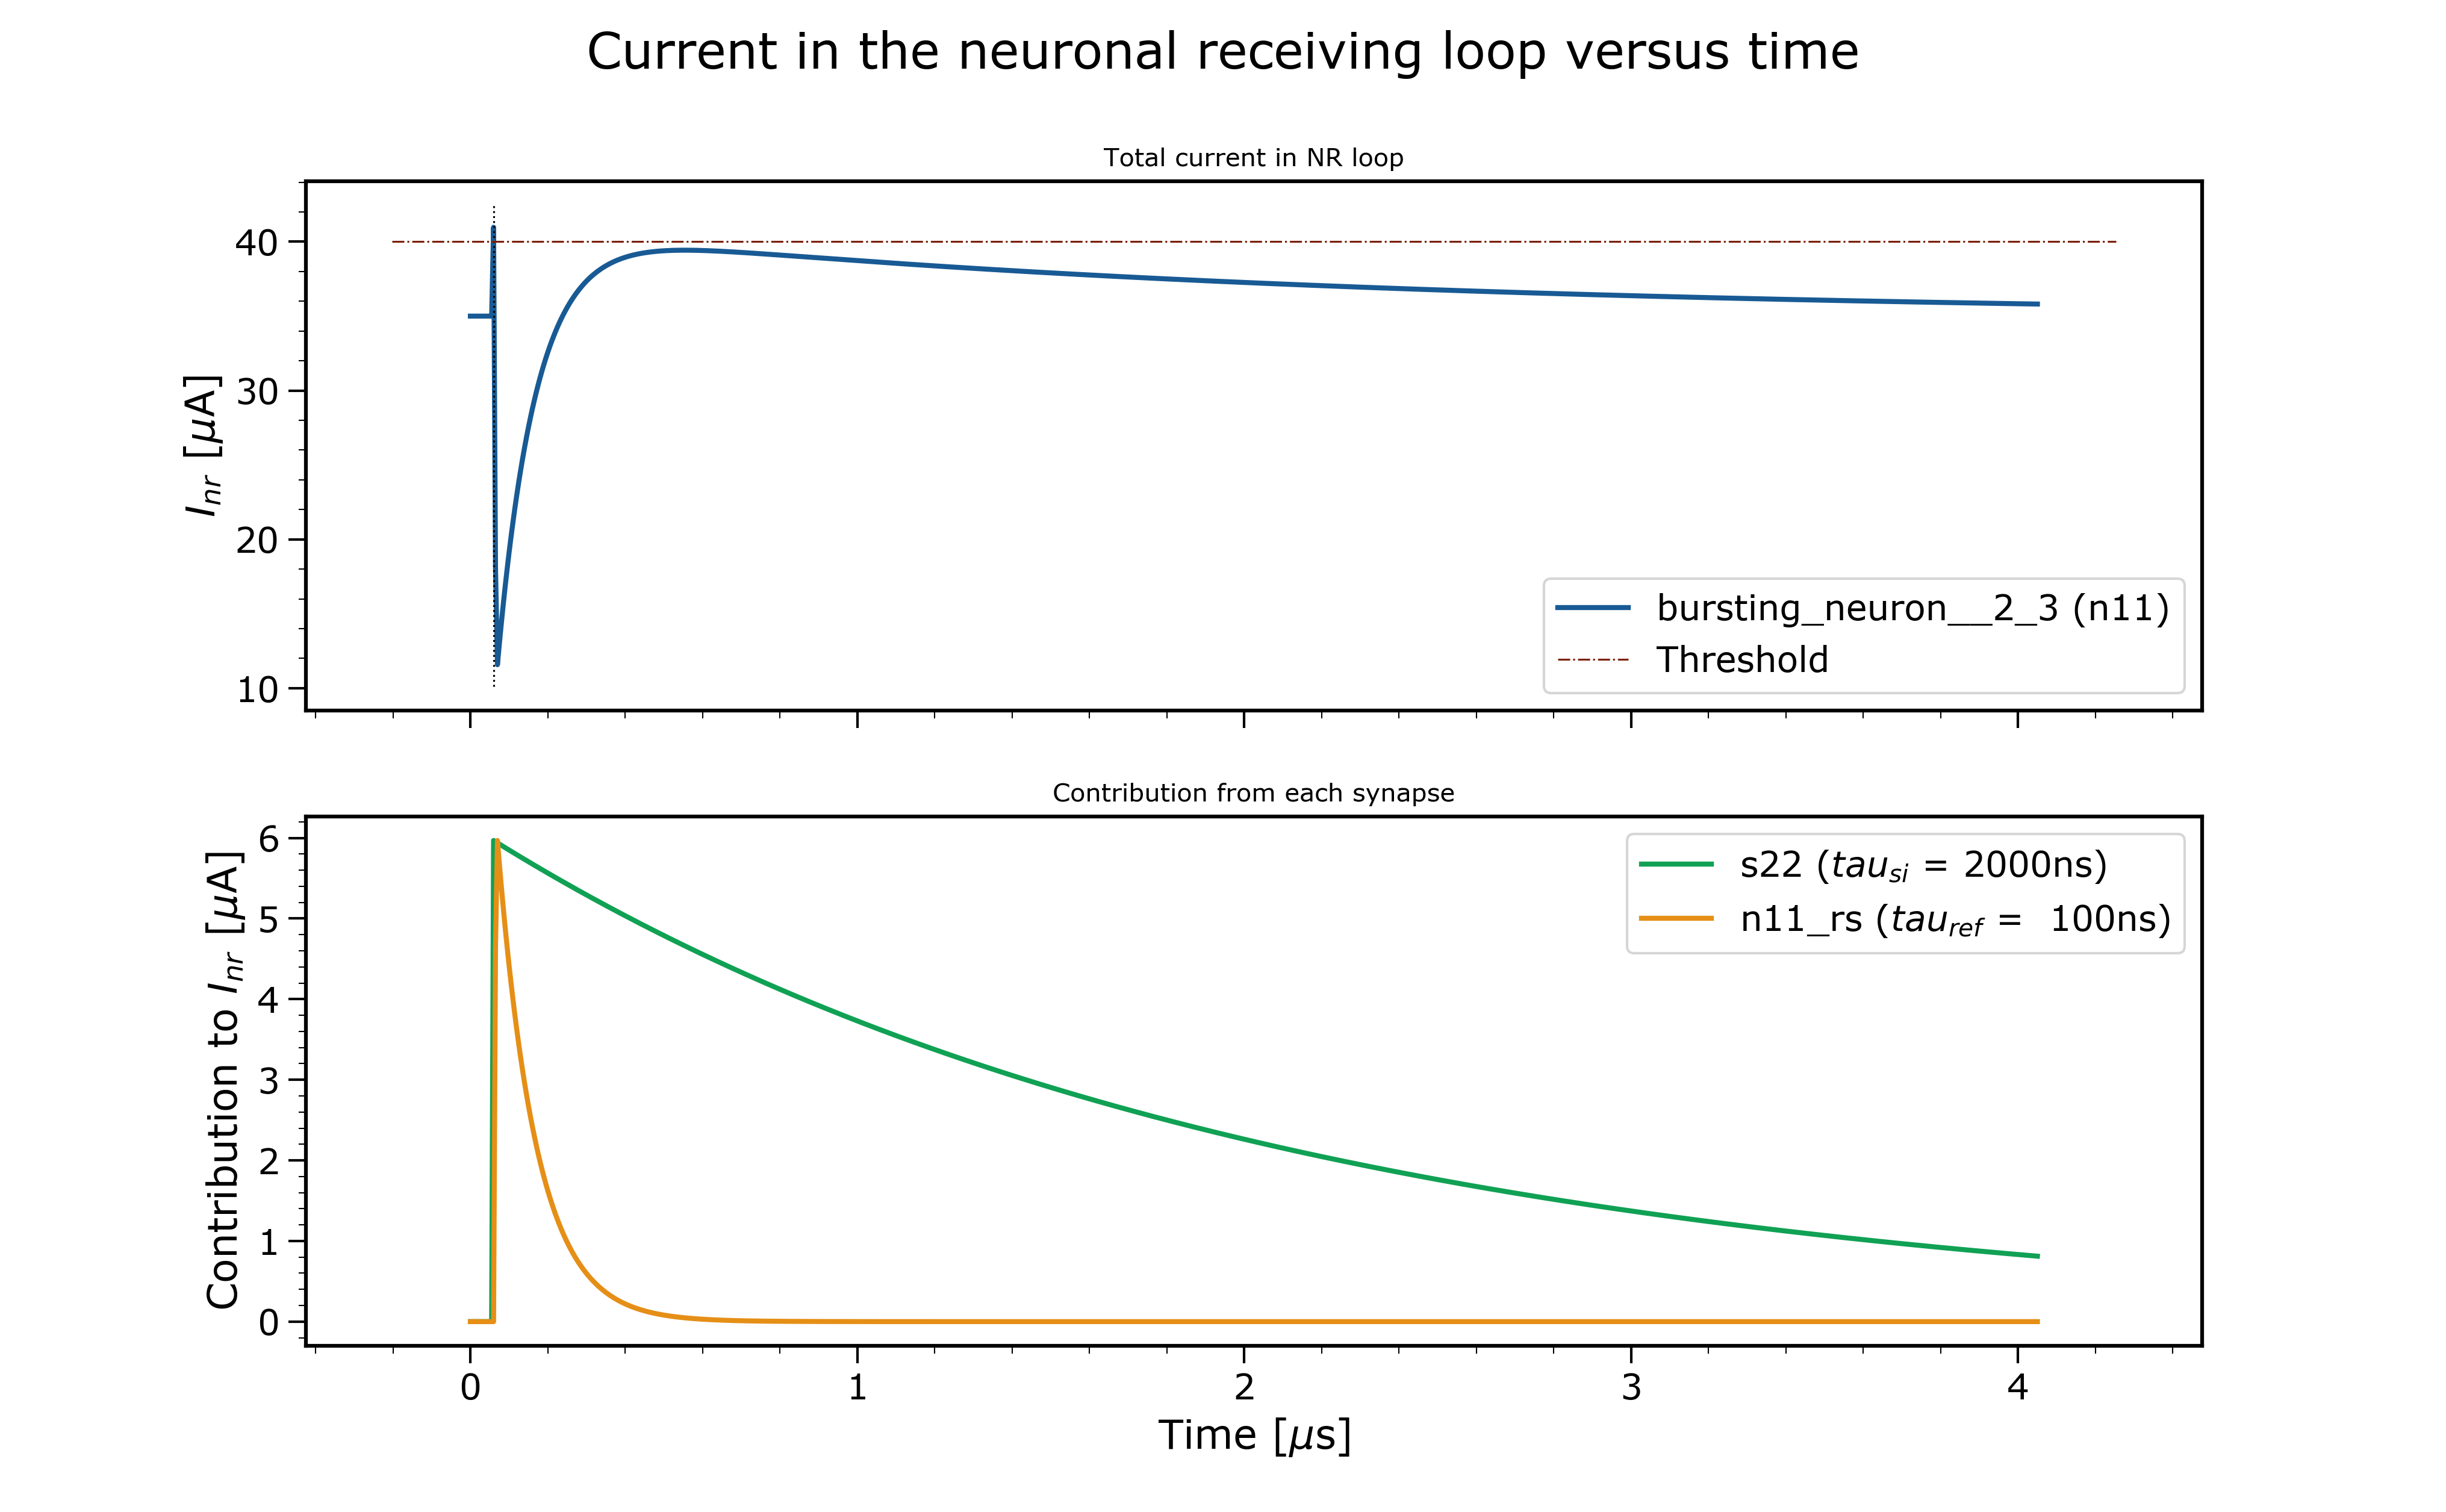 Current in the neuronal receiving loop versus time
Total current in NR loop
I_nr [μA]
40
30
20
10
bursting_neuron__2_3 (n11)
Threshold
Contribution from each synapse
Contribution to I_nr [μA]
6
5
4
3
2
1
0
s22 (tau_si = 2000ns)
n11_rs (tau_ref = 100ns)
0 1 2 3 4
Time [μs]